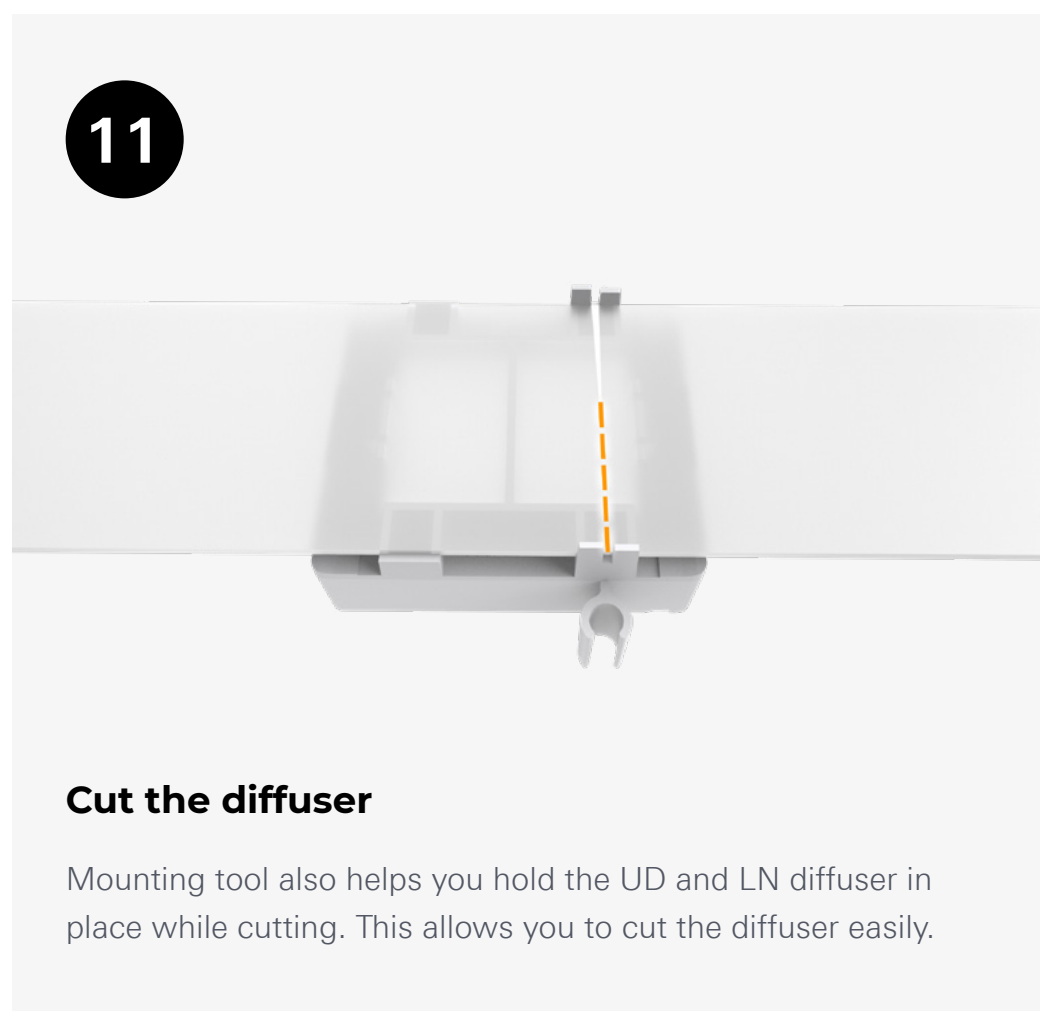 11
Cut the diffuser
Mounting tool also helps you hold the UD and LN diffuser in
place while cutting. This allows you to cut the diffuser easily.